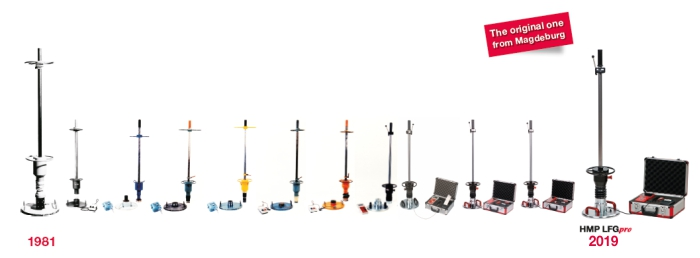 The original one
from Magdeburg
HMP LFGpro
1981
2019